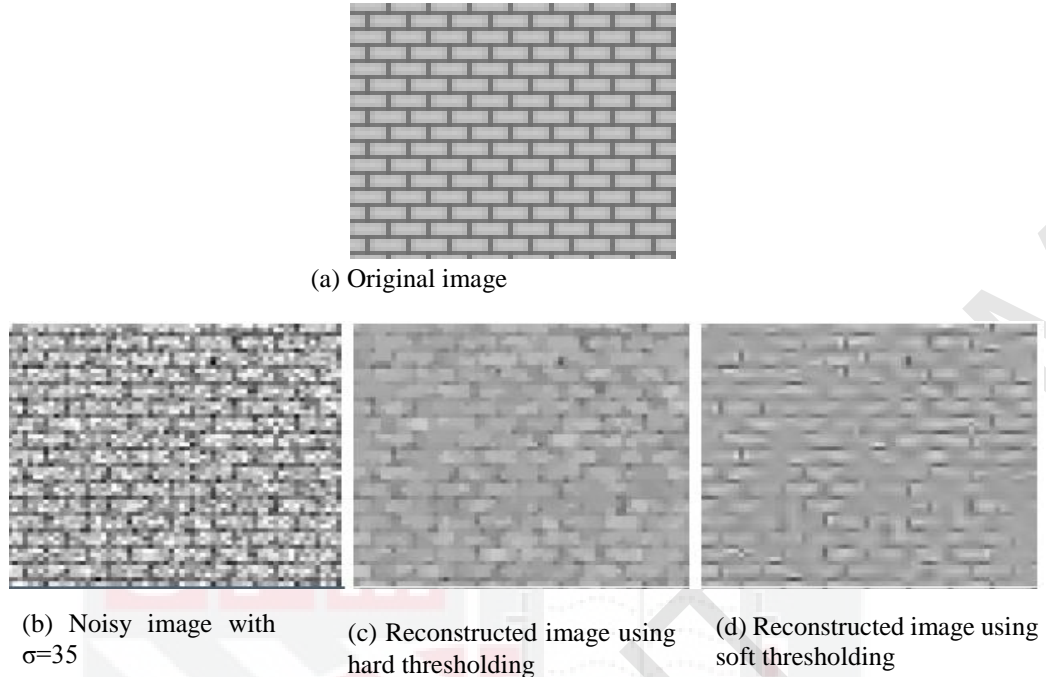 (a) Original image
(b) Noisy image with
σ=35
(c) Reconstructed image using
hard thresholding
(d) Reconstructed image using
soft thresholding